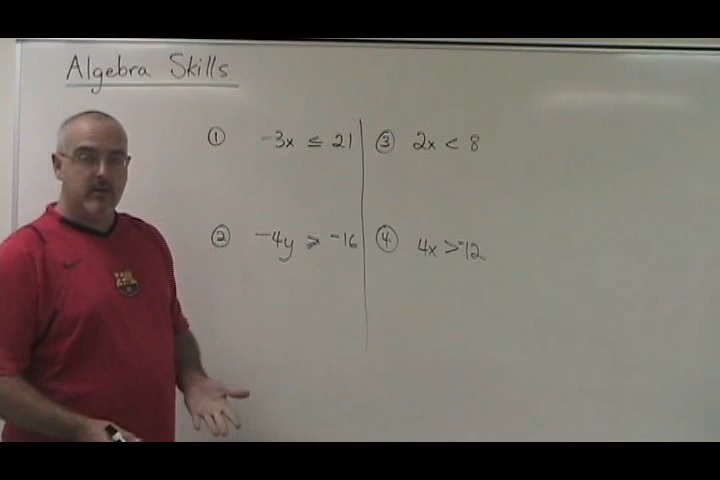 Algebra Skills
① -3x ≤ 21
② -4y ≥ -16
③ 2x < 8
④ 4x > -12